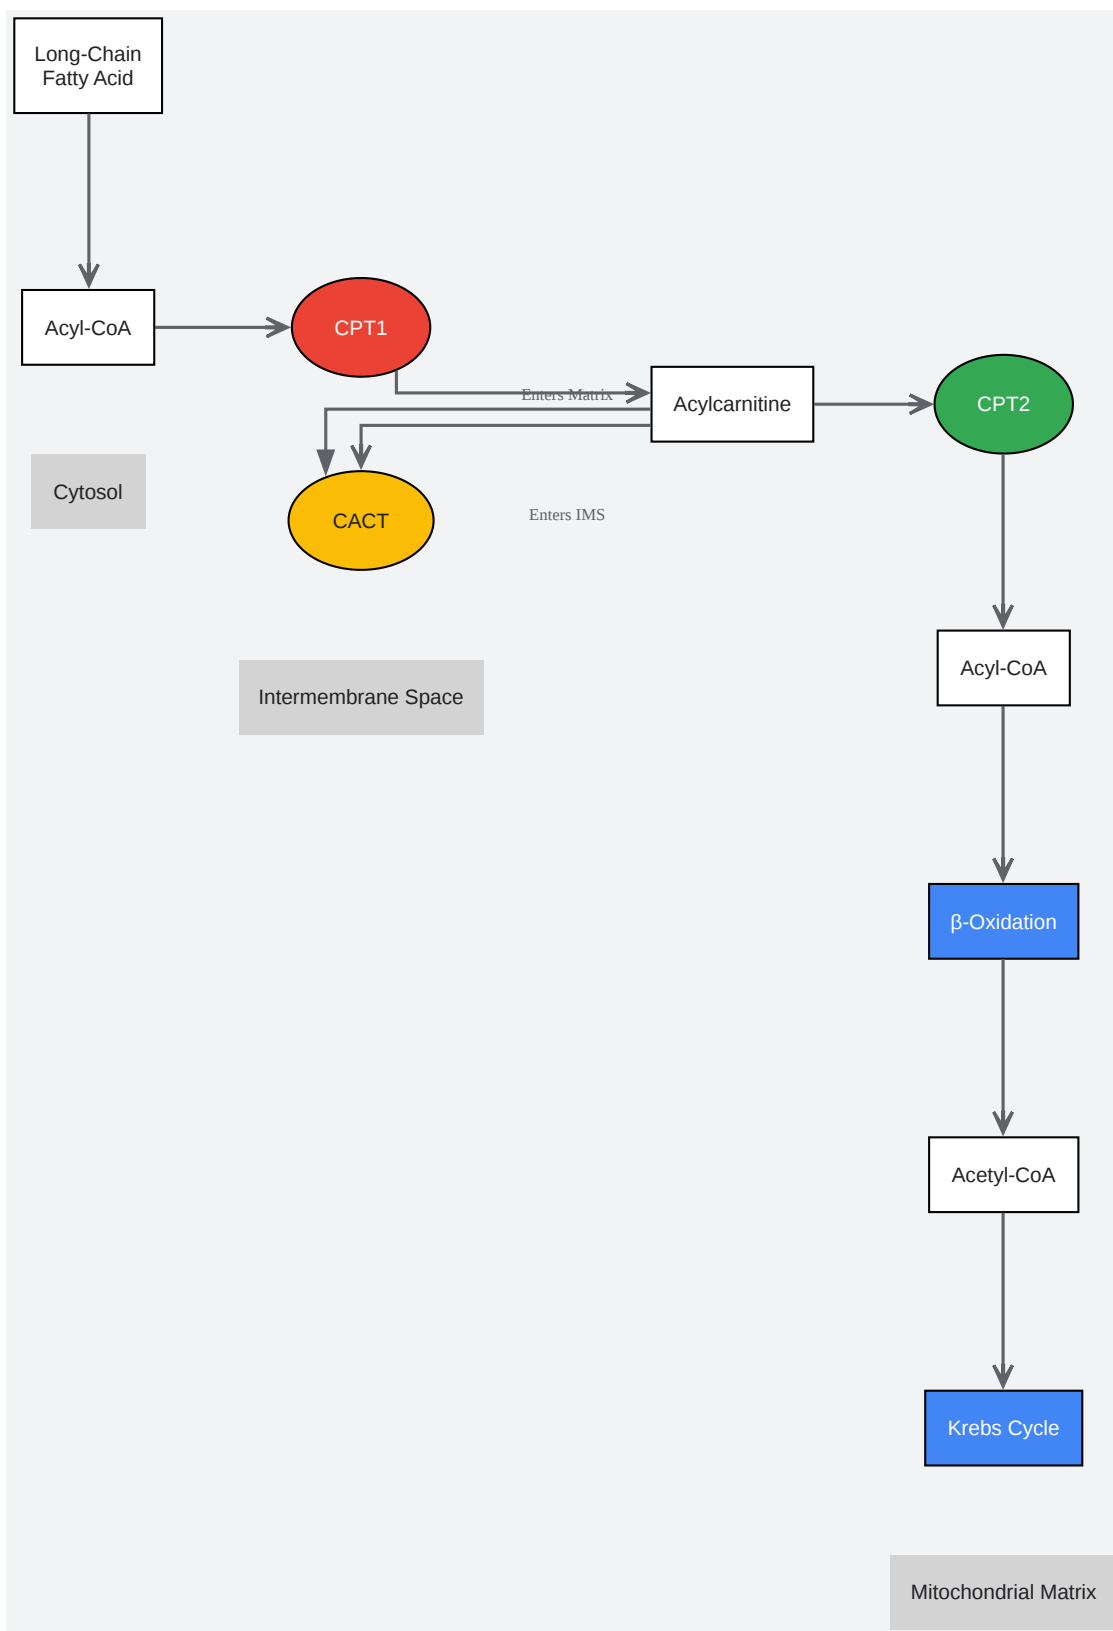 Long-Chain
Fatty Acid
Acyl-CoA
CPT1
Enters Matrix
Acylcarnitine
CPT2
Cytosol
CACT
Enters IMS
Acyl-CoA
Intermembrane Space
β-Oxidation
Acetyl-CoA
Krebs Cycle
Mitochondrial Matrix